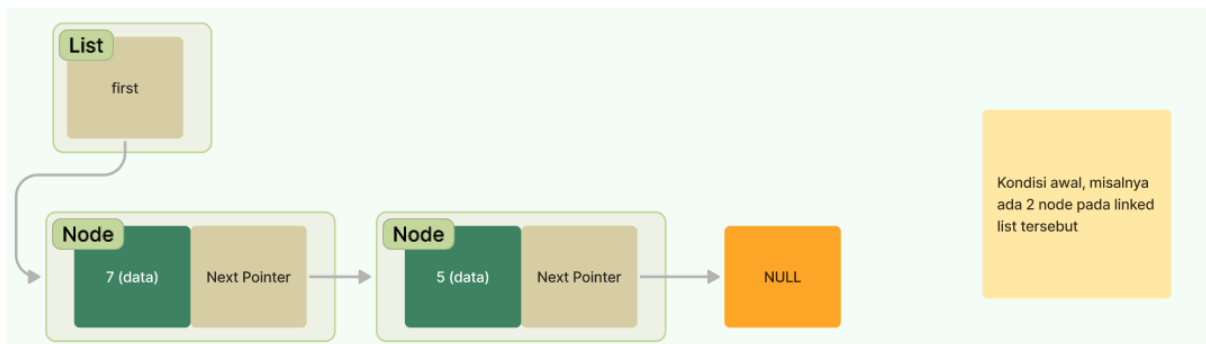 List
first
Node
7 (data)
Next Pointer
Node
5 (data)
Next Pointer
NULL
Kondisi awal, misalnya
ada 2 node pada linked
list tersebut